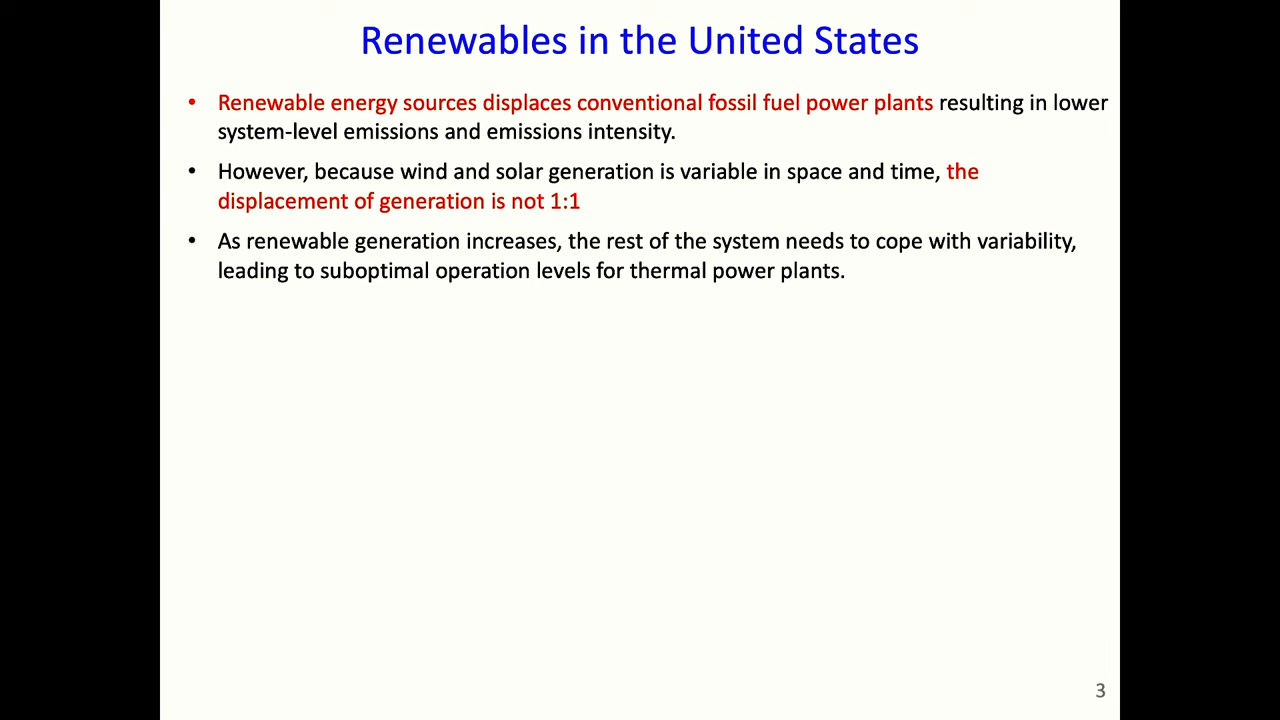 Renewables in the United States
• Renewable energy sources displaces conventional fossil fuel power plants resulting in lower
system-level emissions and emissions intensity.
• However, because wind and solar generation is variable in space and time, the
displacement of generation is not 1:1
• As renewable generation increases, the rest of the system needs to cope with variability,
leading to suboptimal operation levels for thermal power plants.
3